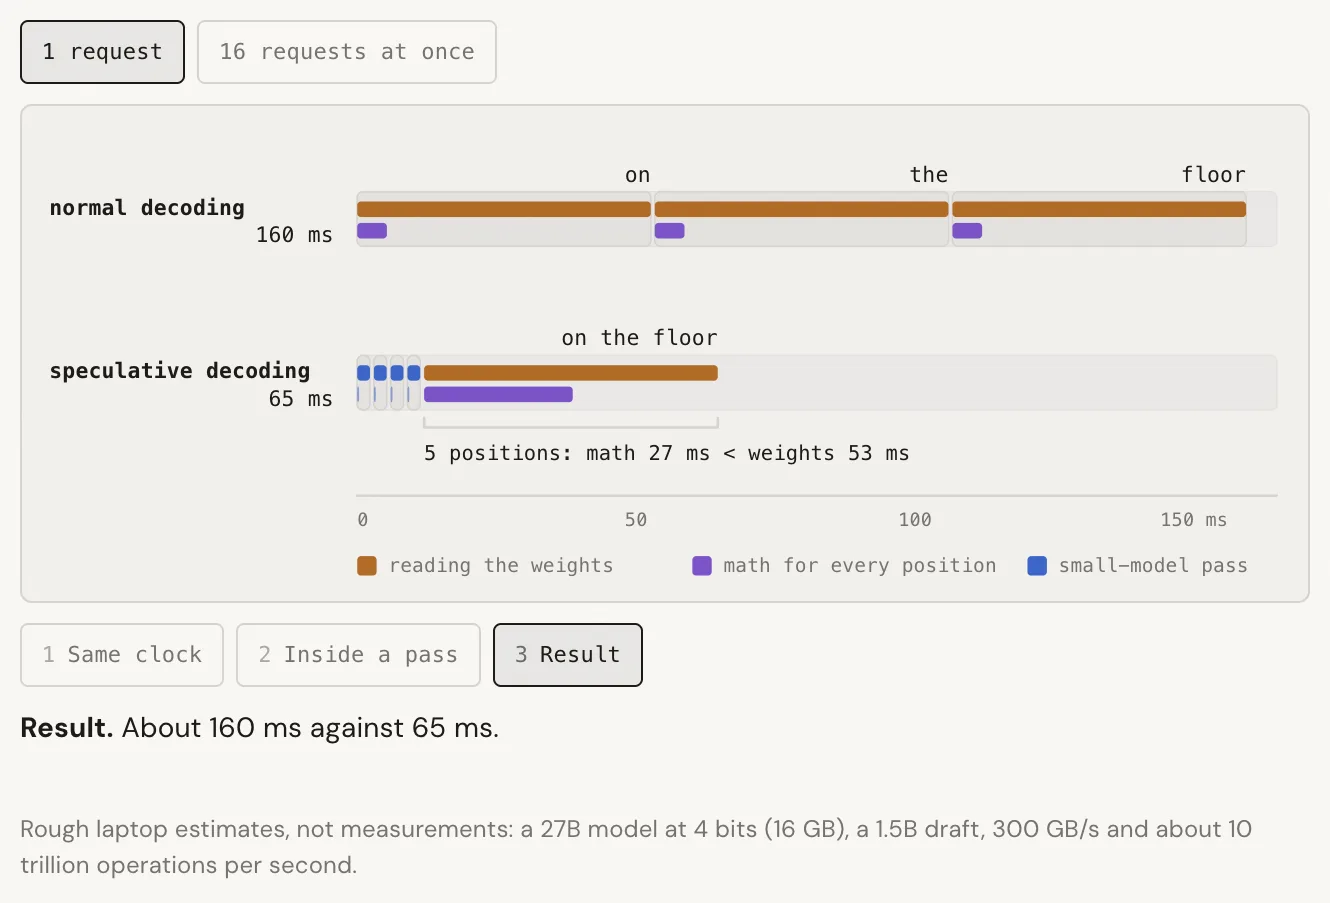 1 request
16 requests at once
on the floor
normal decoding
160 ms
on the floor
speculative decoding
65 ms
5 positions: math 27 ms < weights 53 ms
0 50 100 150 ms
reading the weights math for every position small-model pass
1 Same clock 2 Inside a pass 3 Result
Result. About 160 ms against 65 ms.
Rough laptop estimates, not measurements: a 27B model at 4 bits (16 GB), a 1.5B draft, 300 GB/s and about 10
trillion operations per second.